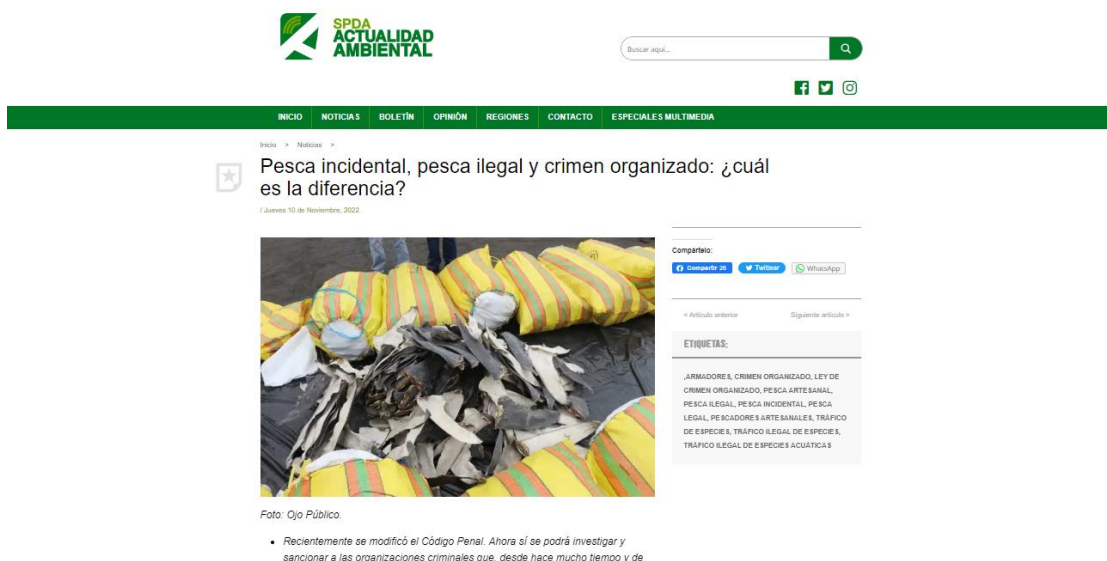 SPDA
ACTUALIDAD
AMBIENTAL
Buscar aquí...
INICIO NOTICIAS BOLETÍN OPINIÓN REGIONES CONTACTO ESPECIALES MULTIMEDIA
Inicio > Noticias >
Pesca incidental, pesca ilegal y crimen organizado: ¿cuál
es la diferencia?
/ Jueves 10 de Noviembre, 2022
Foto: Ojo Público.
• Recientemente se modificó el Código Penal. Ahora sí se podrá investigar y
sancionar a las organizaciones criminales que, desde hace mucho tiempo y de
Compártelo:
Compartir 26 Twittear WhatsApp
< Artículo anterior Siguiente artículo >
ETIQUETAS:
,ARMADORES, CRIMEN ORGANIZADO, LEY DE
CRIMEN ORGANIZADO, PESCA ARTESANAL,
PESCA ILEGAL, PESCA INCIDENTAL, PESCA
LEGAL, PESCADORES ARTESANALES, TRÁFICO
DE ESPECIES, TRÁFICO ILEGAL DE ESPECIES,
TRÁFICO ILEGAL DE ESPECIES ACUÁTICAS